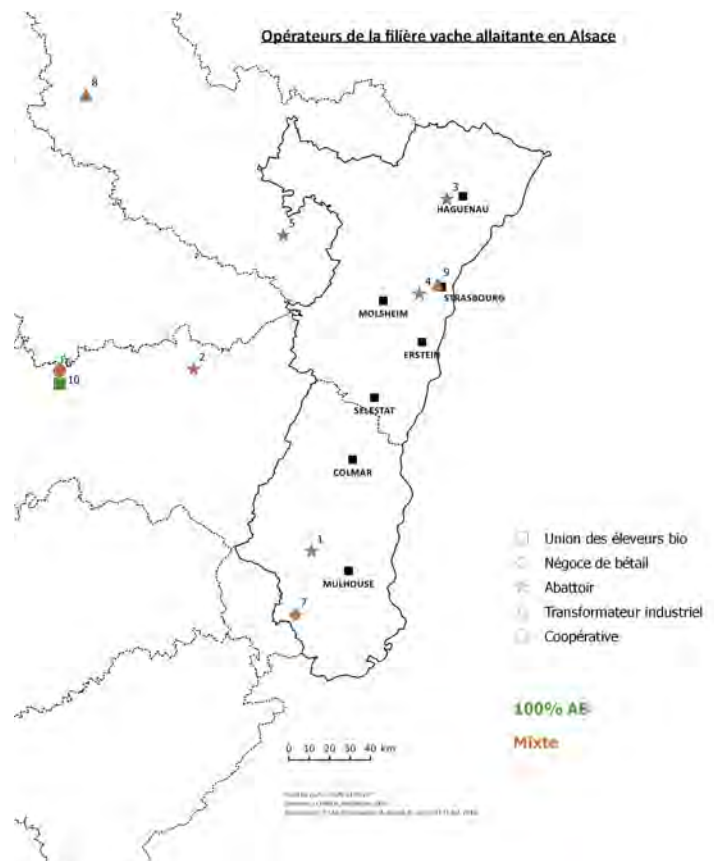 Opérateurs de la filière vache allaitante en Alsace
8
3
HAGUENAU
5
9
4
STRASBOURG
MOLSHEIM
ERSTEIN
2
10
SELESTAT
COLMAR
1
MULHOUSE
7
Union des éleveurs bio
Négoce de bétail
Abattoir
Transformateur industriel
Coopérative
100% AB
Mixte
0 10 20 30 40 km